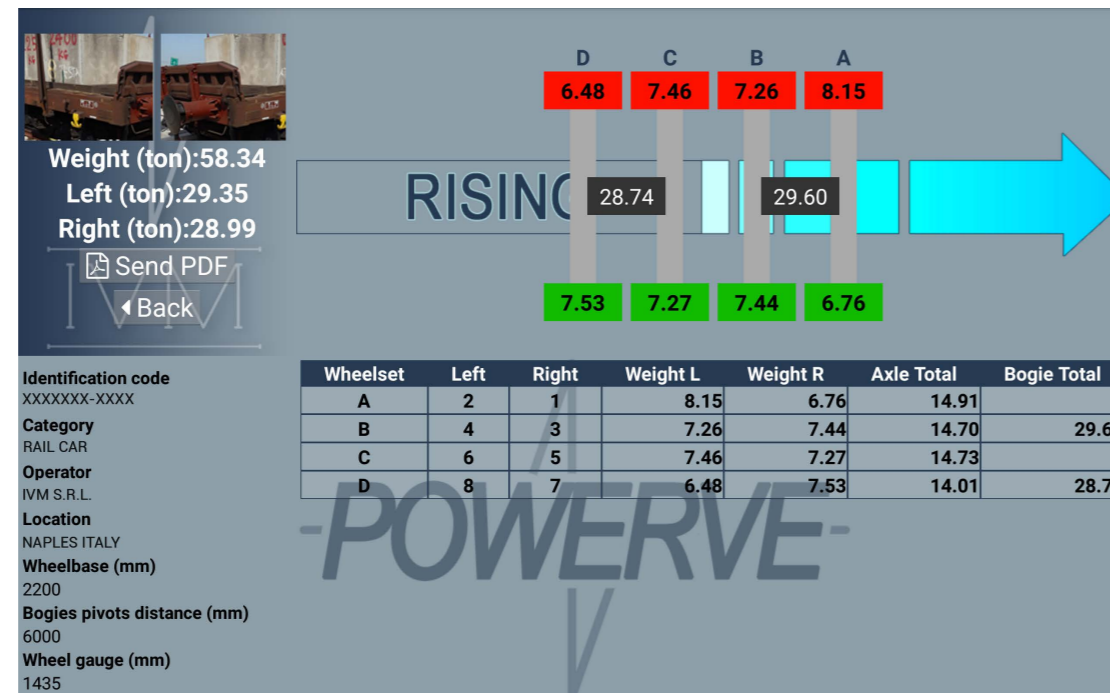 2400
KG
Weight (ton):58.34
Left (ton):29.35
Right (ton):28.99
Send PDF
Back
D C B A
6.48 7.46 7.26 8.15
RISING
28.74 29.60
7.53 7.27 7.44 6.76
Identification code
XXXXXXX-XXXX
Category
RAIL CAR
Operator
IVM S.R.L.
Location
NAPLES ITALY
Wheelbase (mm)
2200
Bogies pivots distance (mm)
6000
Wheel gauge (mm)
1435
Wheelset Left Right Weight L Weight R Axle Total Bogie Total
A 2 1 8.15 6.76 14.91
B 4 3 7.26 7.44 14.70 29.6
C 6 5 7.46 7.27 14.73
D 8 7 6.48 7.53 14.01 28.7
-POWERVE-
IVM